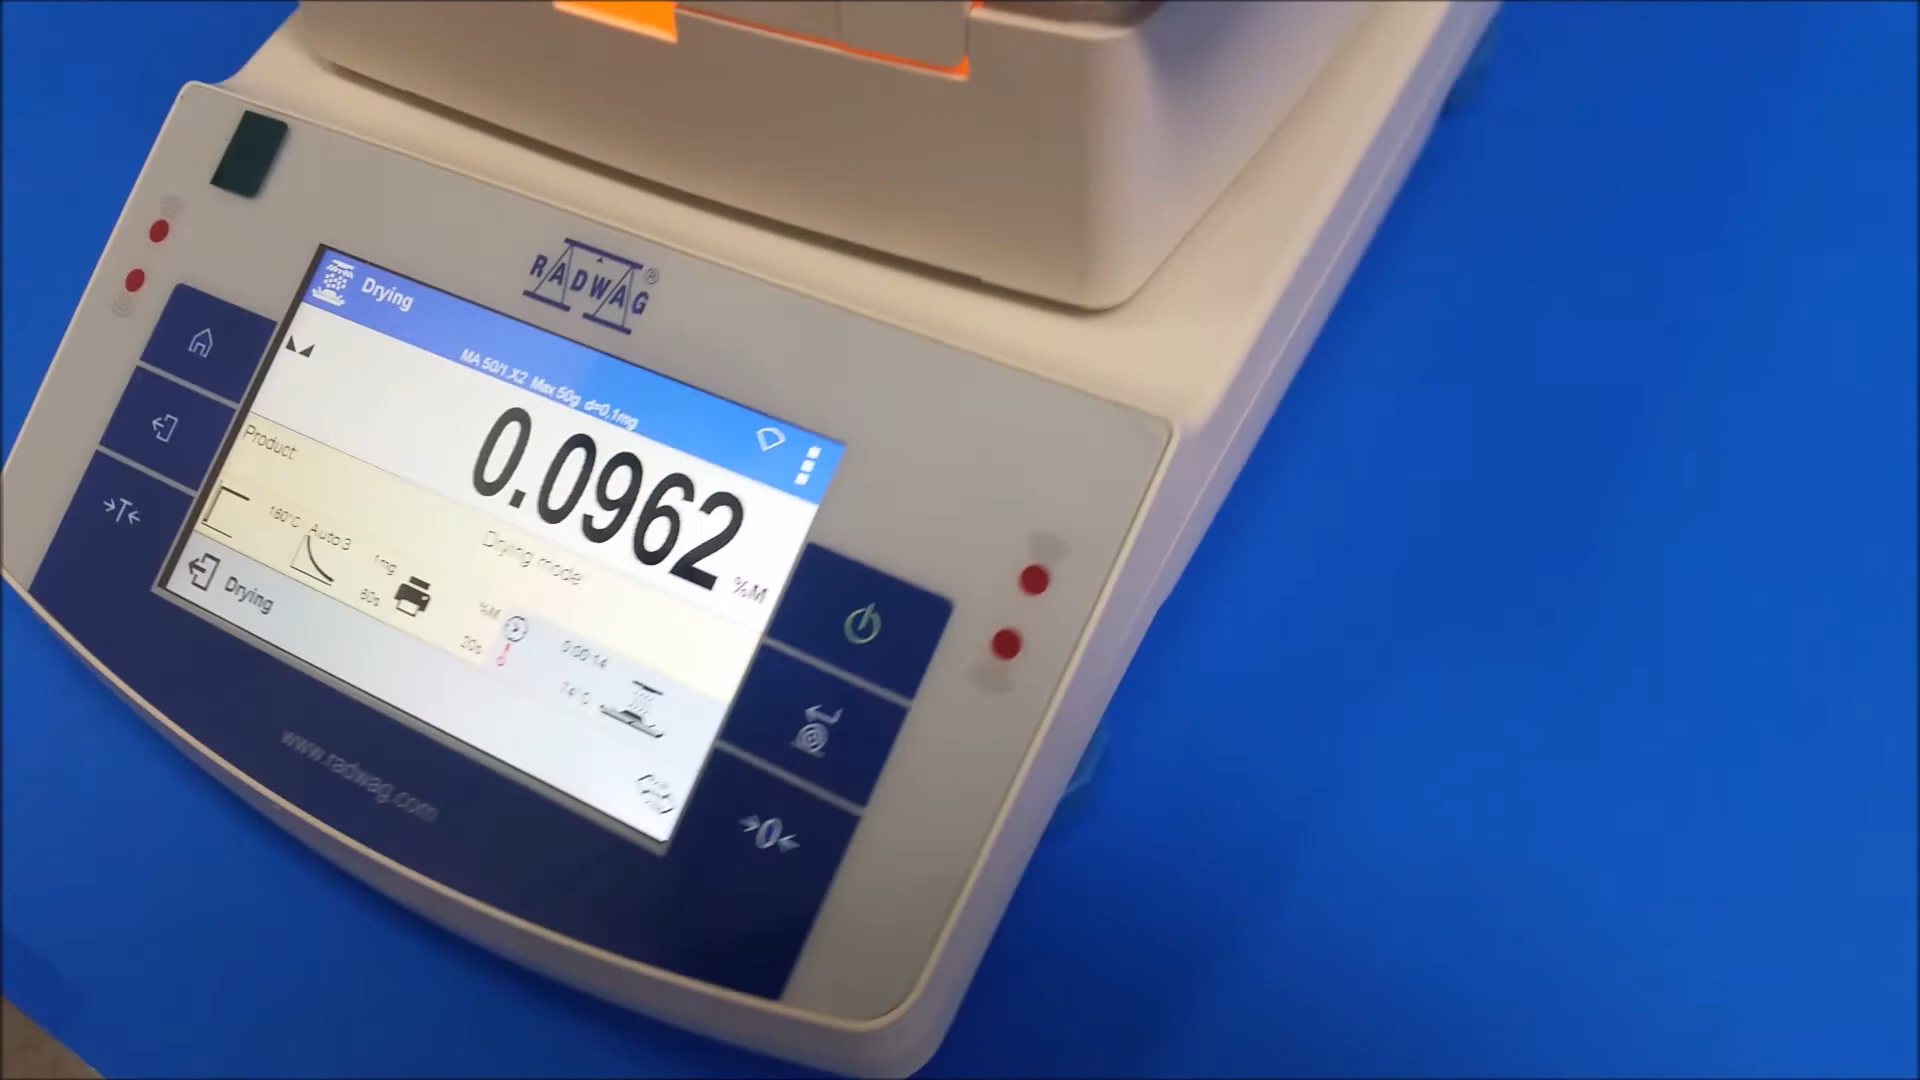 RADWAG®
Drying
MA 50/1.X2 Max 50g d=0,1mg
0.0962
%M
Product:
Drying mode:
160°C
Auto 3
1mg
60s
%M
20s
0:00:14
74°C
Drying
→T←
→0←
www.radwag.com